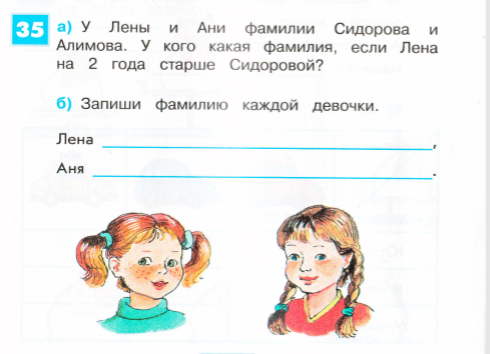 35 а) У Лены и Ани фамилии Сидорова и
Алимова. У кого какая фамилия, если Лена
на 2 года старше Сидоровой?
б) Запиши фамилию каждой девочки.
Лена ,
Аня .